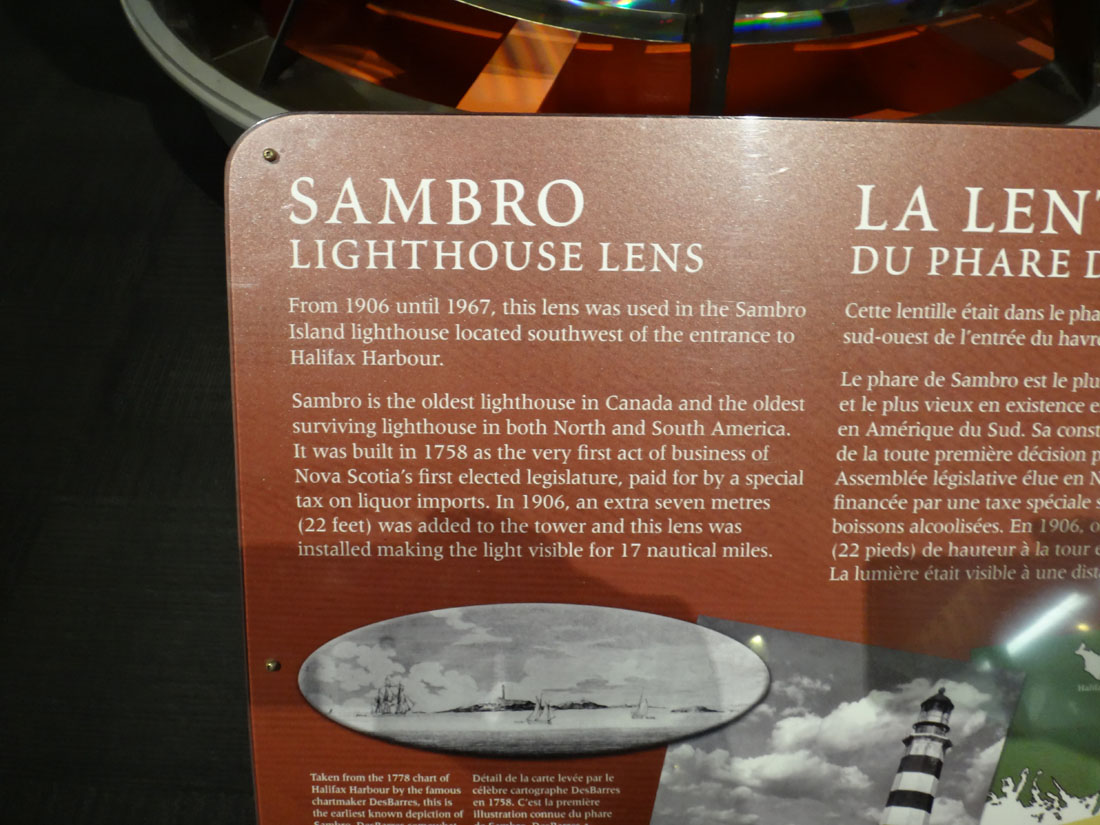 SAMBRO
LIGHTHOUSE LENS
From 1906 until 1967, this lens was used in the Sambro
Island lighthouse located southwest of the entrance to
Halifax Harbour.
Sambro is the oldest lighthouse in Canada and the oldest
surviving lighthouse in both North and South America.
It was built in 1758 as the very first act of business of
Nova Scotia's first elected legislature, paid for by a special
tax on liquor imports. In 1906, an extra seven metres
(22 feet) was added to the tower and this lens was
installed making the light visible for 17 nautical miles.
LA LENT
DU PHARE D
Cette lentille était dans le pha
sud-ouest de l'entrée du havre
Le phare de Sambro est le plu
et le plus vieux en existence e
en Amérique du Sud. Sa const
de la toute première décision p
Assemblée législative élue en N
financée par une taxe spéciale s
boissons alcoolisées. En 1906, o
(22 pieds) de hauteur à la tour e
La lumière était visible à une dist
Taken from the 1778 chart of
Halifax Harbour by the famous
chartmaker DesBarres, this is
the earliest known depiction of
Sambro. DesBarres somewhat
Détail de la carte levée par le
célèbre cartographe DesBarres
en 1758. C'est la première
illustration connue du phare
de Sambro. DesBarres a